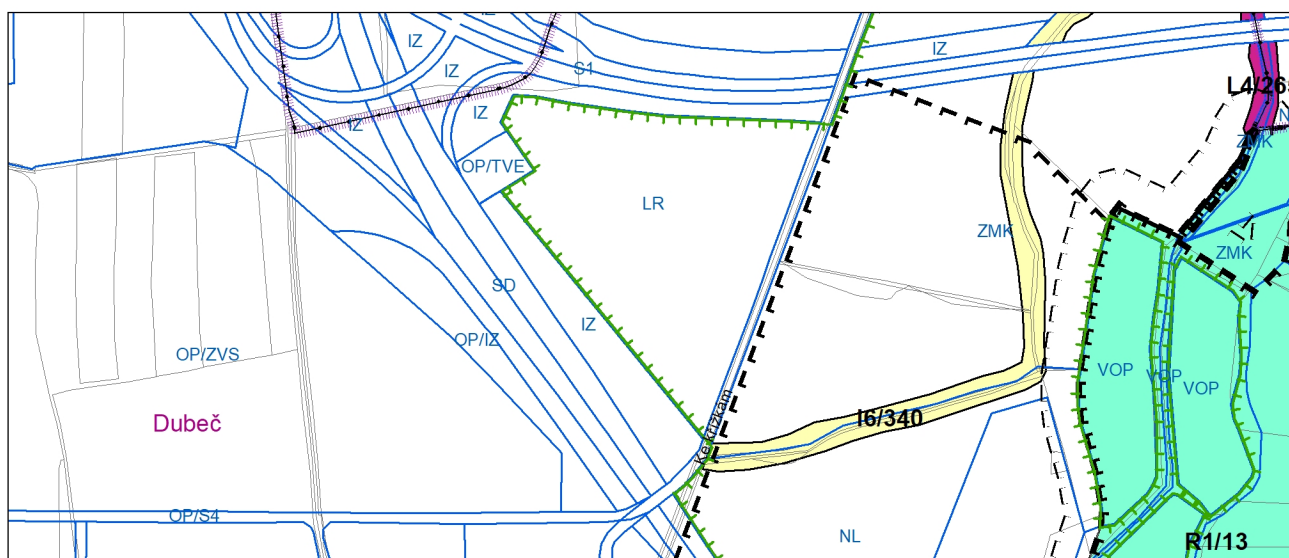 IZ
IZ
IZ
S1
IZ
L4/26
IZ
IZ
N
ZMK
OP/TVE
LR
ZMK
ZMK
SD
IZ
OP/IZ
OP/ZVS
VOP
VOP
VOP
Dubeč
I6/340
Ke křížkám
OP/S4
NL
R1/13